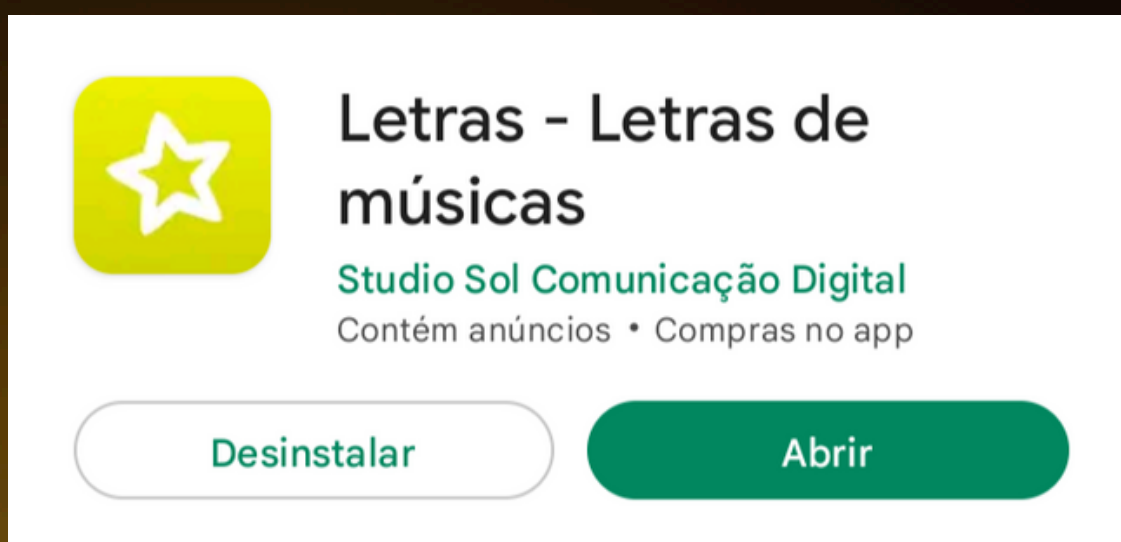 Letras - Letras de
músicas
Studio Sol Comunicação Digital
Contém anúncios • Compras no app
Desinstalar
Abrir